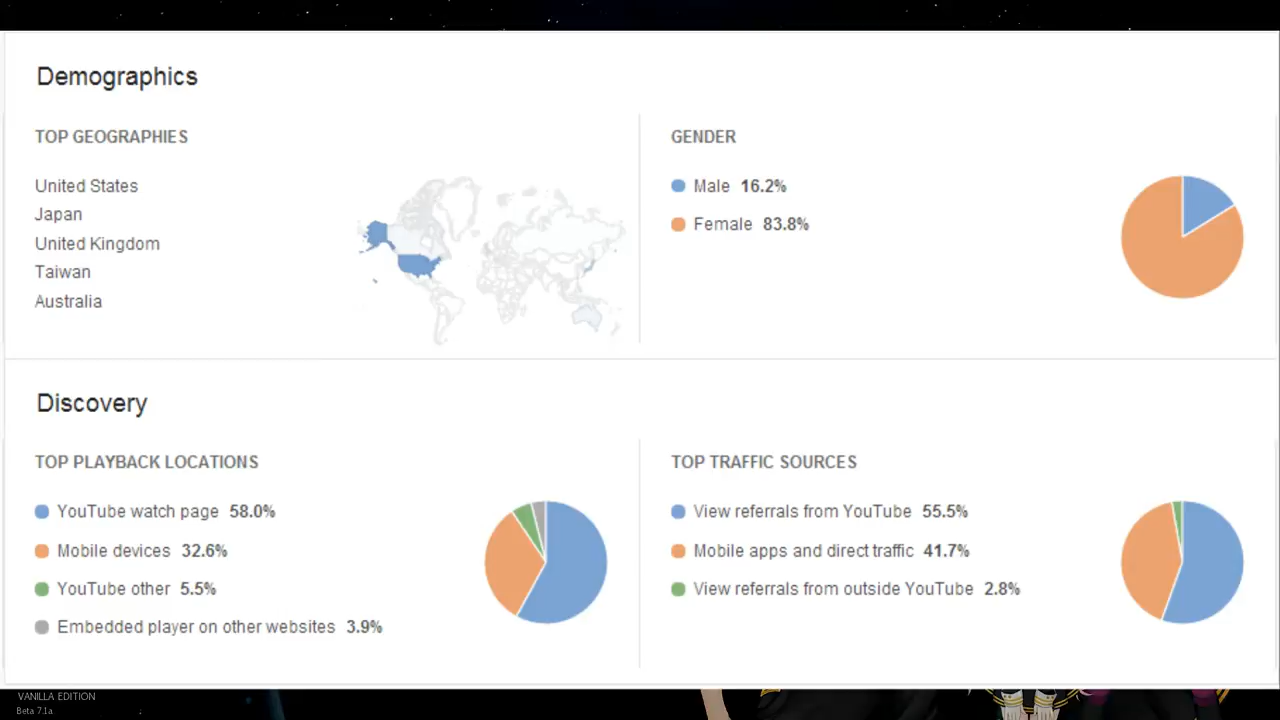 Demographics
TOP GEOGRAPHIES
United States
Japan
United Kingdom
Taiwan
Australia
GENDER
Male 16.2%
Female 83.8%
Discovery
TOP PLAYBACK LOCATIONS
YouTube watch page 58.0%
Mobile devices 32.6%
YouTube other 5.5%
Embedded player on other websites 3.9%
TOP TRAFFIC SOURCES
View referrals from YouTube 55.5%
Mobile apps and direct traffic 41.7%
View referrals from outside YouTube 2.8%
VANILLA EDITION
Beta 7.1a